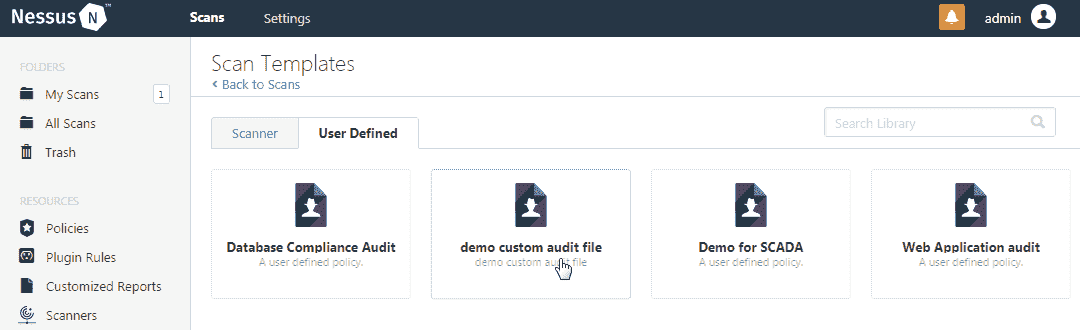 Nessus N ™
Scans
Settings
admin
FOLDERS
My Scans
1
All Scans
Trash
RESOURCES
Policies
Plugin Rules
Customized Reports
Scanners
Scan Templates
< Back to Scans
Scanner
User Defined
Search Library
Database Compliance Audit
A user defined policy.
demo custom audit file
demo custom audit file
Demo for SCADA
A user defined policy.
Web Application audit
A user defined policy.